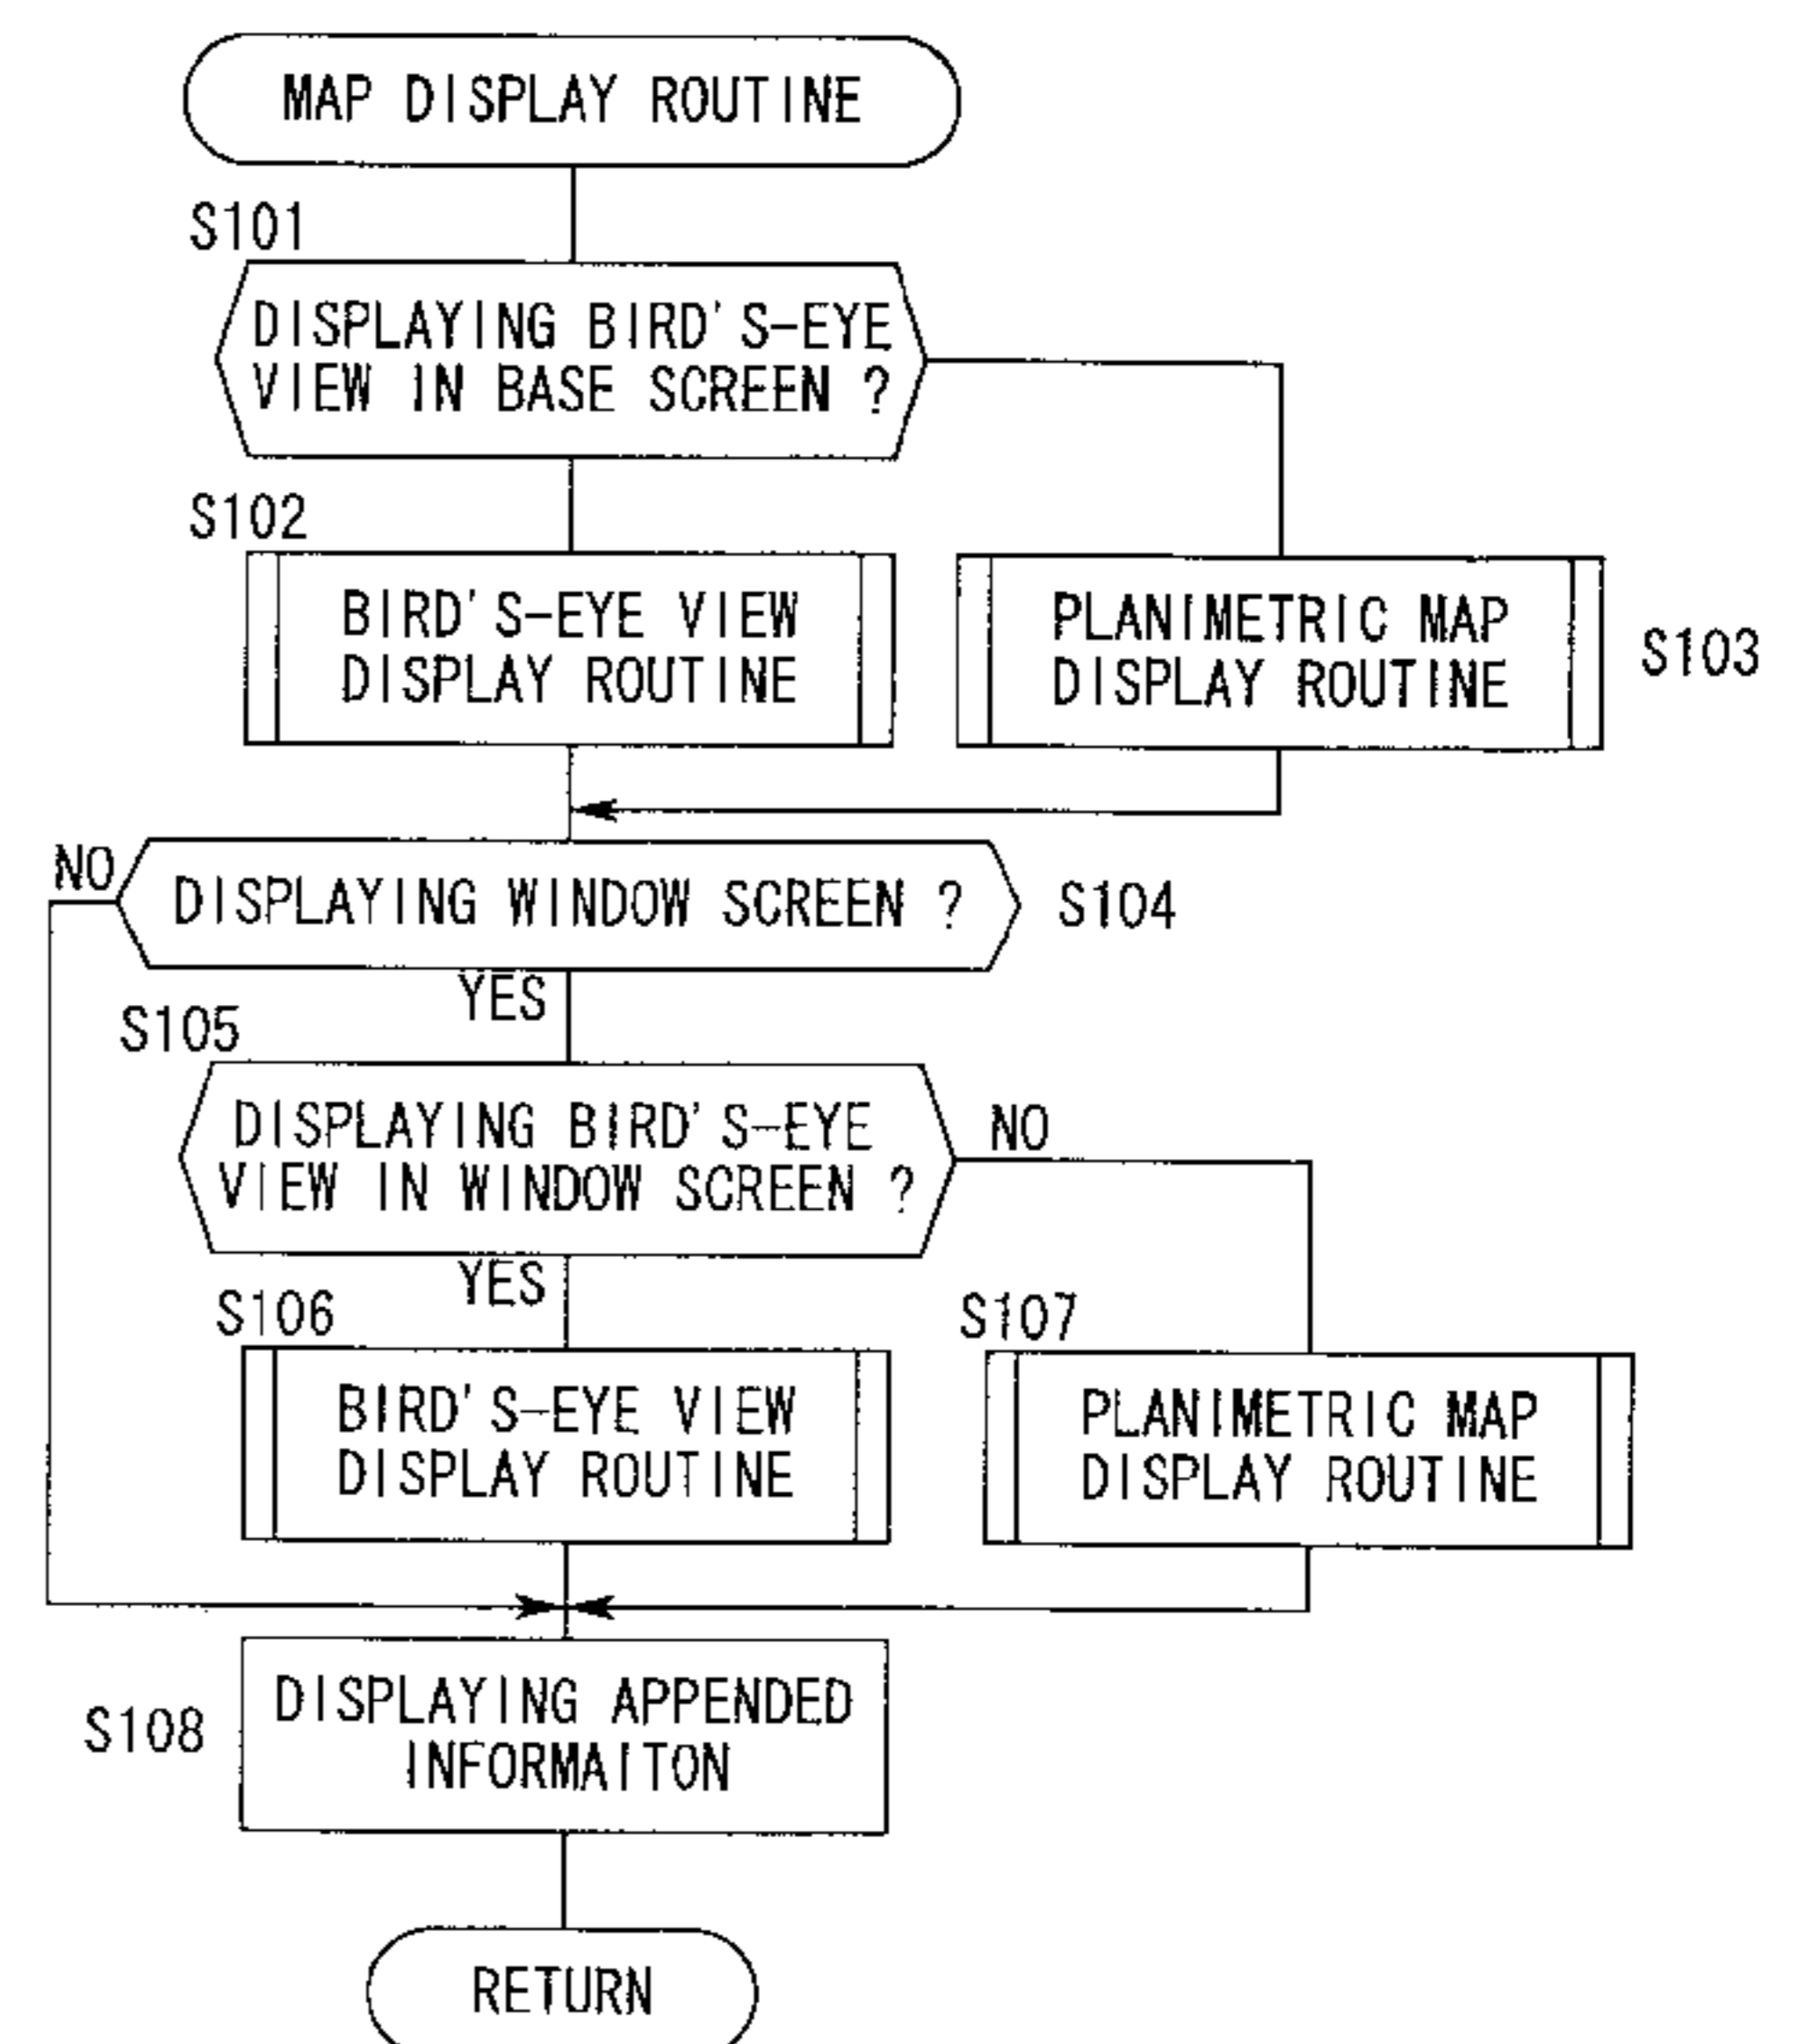 MAP DISPLAY ROUTINE
S101
DISPLAYING BIRD'S-EYE
VIEW IN BASE SCREEN ?
S102
BIRD'S-EYE VIEW
DISPLAY ROUTINE
PLANIMETRIC MAP
DISPLAY ROUTINE
S103
NO
DISPLAYING WINDOW SCREEN ?
S104
YES
S105
DISPLAYING BIRD'S-EYE
VIEW IN WINDOW SCREEN ?
NO
YES
S106
BIRD'S-EYE VIEW
DISPLAY ROUTINE
S107
PLANIMETRIC MAP
DISPLAY ROUTINE
S108
DISPLAYING APPENDED
INFORMAITON
RETURN